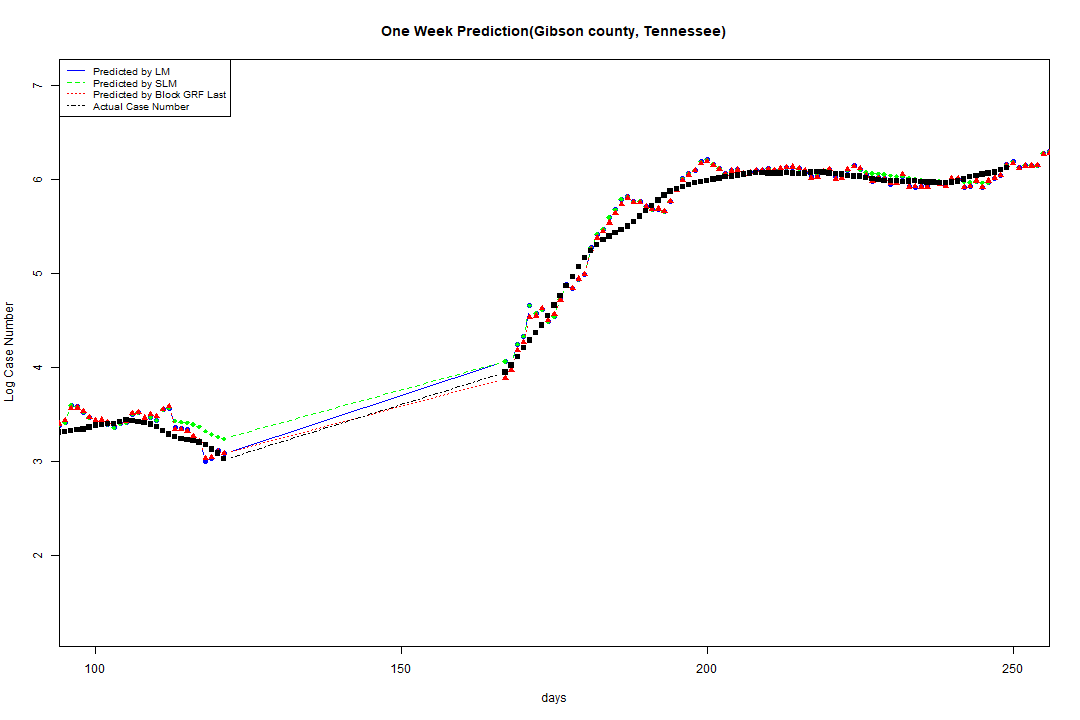 One Week Prediction(Gibson county, Tennessee)
Predicted by LM
Predicted by SLM
Predicted by Block GRF Last
Actual Case Number
7
6
5
4
3
2
Log Case Number
100 150 200 250
days